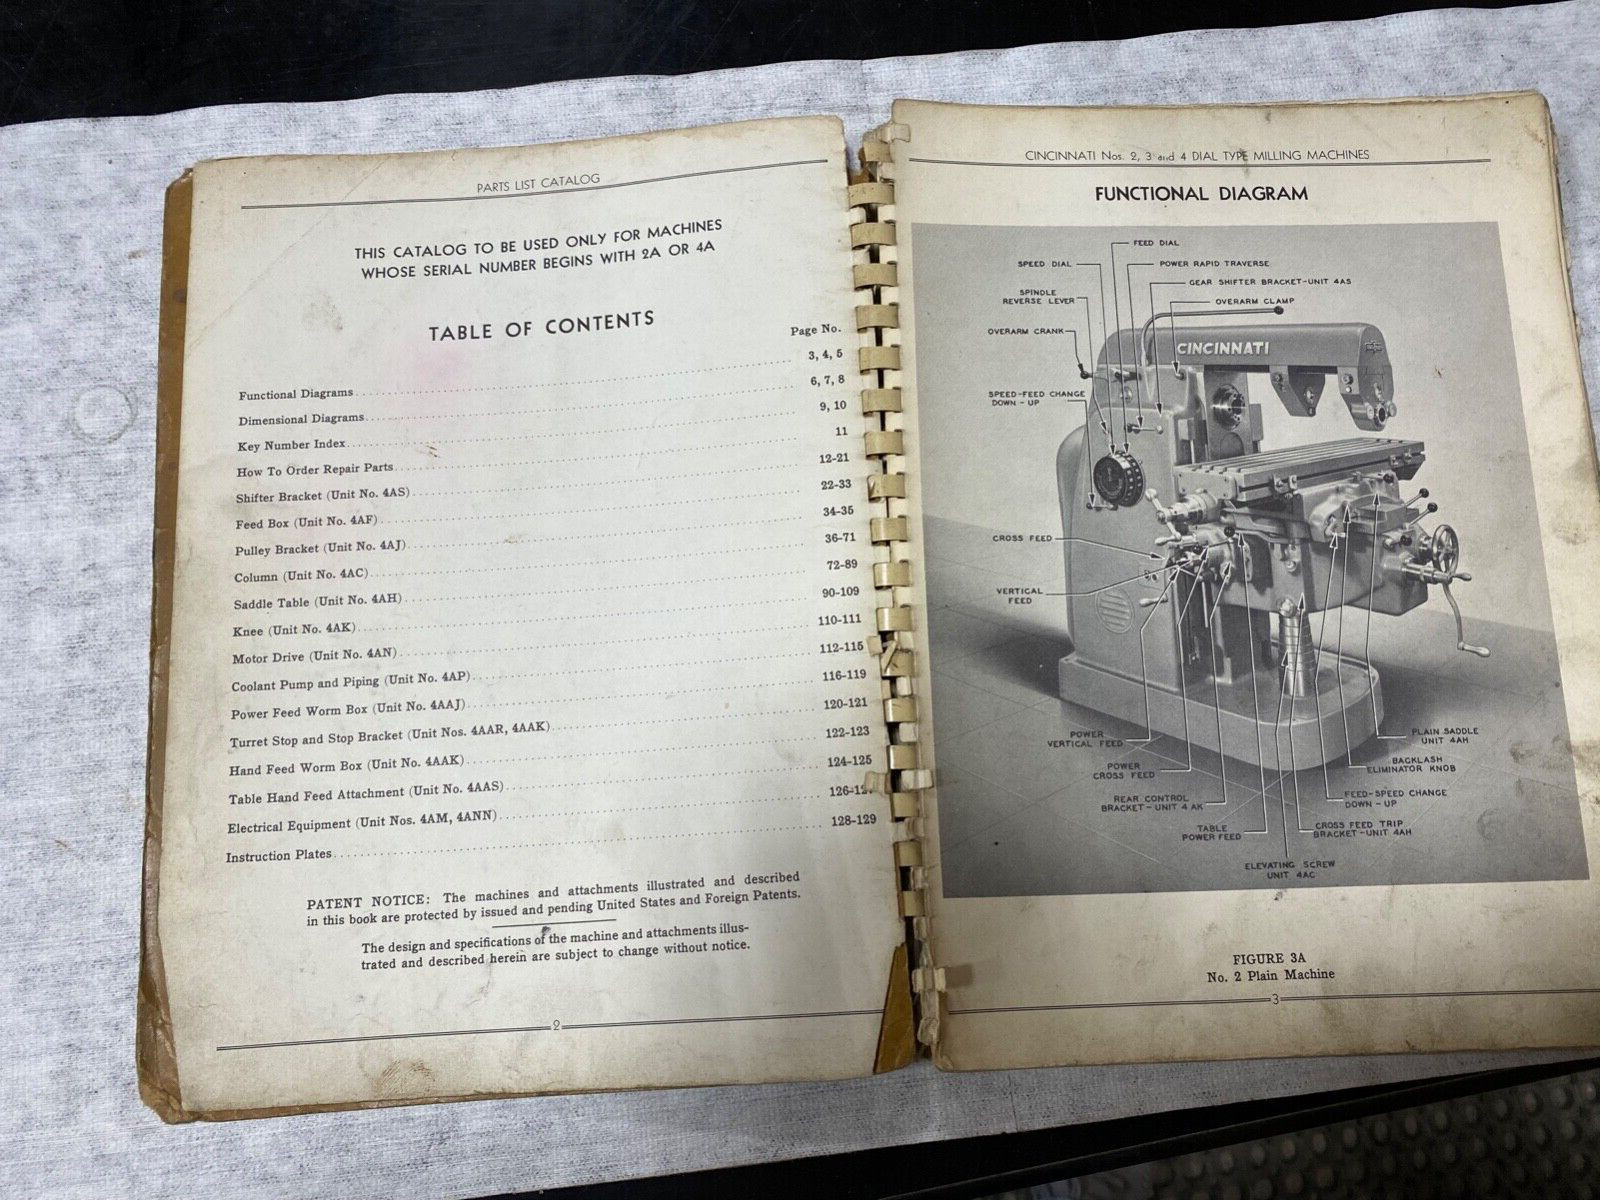 PARTS LIST CATALOG
THIS CATALOG TO BE USED ONLY FOR MACHINES
WHOSE SERIAL NUMBER BEGINS WITH 2A OR 4A
TABLE OF CONTENTS
Page No.
Functional Diagrams 3, 4, 5
Dimensional Diagrams 6, 7, 8
Key Number Index 9, 10
How To Order Repair Parts 11
Shifter Bracket (Unit No. 4AS) 12-21
Feed Box (Unit No. 4AF) 22-33
Pulley Bracket (Unit No. 4AJ) 34-35
Column (Unit No. 4AC) 36-71
Saddle Table (Unit No. 4AH) 72-89
Knee (Unit No. 4AK) 90-109
Motor Drive (Unit No. 4AN) 110-111
Coolant Pump and Piping (Unit No. 4AP) 112-115
Power Feed Worm Box (Unit No. 4AAJ) 116-119
Turret Stop and Stop Bracket (Unit Nos. 4AAR, 4AAK) 120-121
Hand Feed Worm Box (Unit No. 4AAK) 122-123
Table Hand Feed Attachment (Unit No. 4AAS) 124-125
Electrical Equipment (Unit Nos. 4AM, 4ANN) 126-12
Instruction Plates 128-129
PATENT NOTICE: The machines and attachments illustrated and described
in this book are protected by issued and pending United States and Foreign Patents.
The design and specifications of the machine and attachments illus-
trated and described herein are subject to change without notice.
2
CINCINNATI Nos. 2, 3 and 4 DIAL TYPE MILLING MACHINES
FUNCTIONAL DIAGRAM
FEED DIAL
SPEED DIAL
POWER RAPID TRAVERSE
GEAR SHIFTER BRACKET-UNIT 4AS
SPINDLE
REVERSE LEVER
OVERARM CLAMP
OVERARM CRANK
CINCINNATI
SPEED-FEED CHANGE
DOWN - UP
CROSS FEED
VERTICAL
FEED
POWER
VERTICAL FEED
POWER
CROSS FEED
REAR CONTROL
BRACKET-UNIT 4 AK
TABLE
POWER FEED
ELEVATING SCREW
UNIT 4AC
CROSS FEED TRIP
BRACKET-UNIT 4AH
FEED-SPEED CHANGE
DOWN - UP
BACKLASH
ELIMINATOR KNOB
PLAIN SADDLE
UNIT 4AH
FIGURE 3A
No. 2 Plain Machine
3